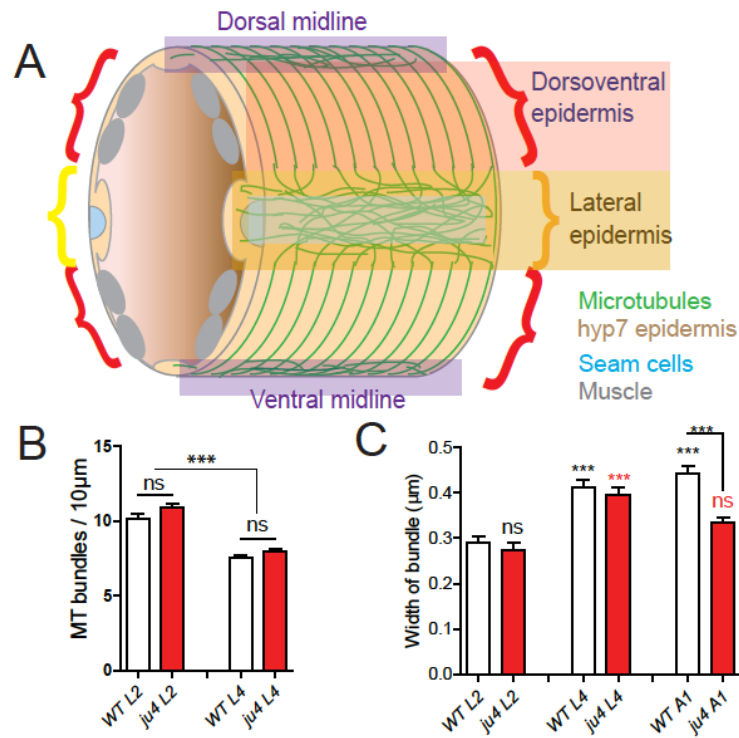 Dorsal midline
A
Dorsoventral
epidermis
Lateral
epidermis
Microtubules
hyp7 epidermis
Seam cells
Muscle
Ventral midline
B
MT bundles / 10µm
15
10
5
0
***
ns
ns
WT L2
ju4 L2
WT L4
ju4 L4
C
Width of bundle (µm)
0.5
0.4
0.3
0.2
0.1
0.0
ns
***
***
***
***
ns
WT L2
ju4 L2
WT L4
ju4 L4
WT A1
ju4 A1